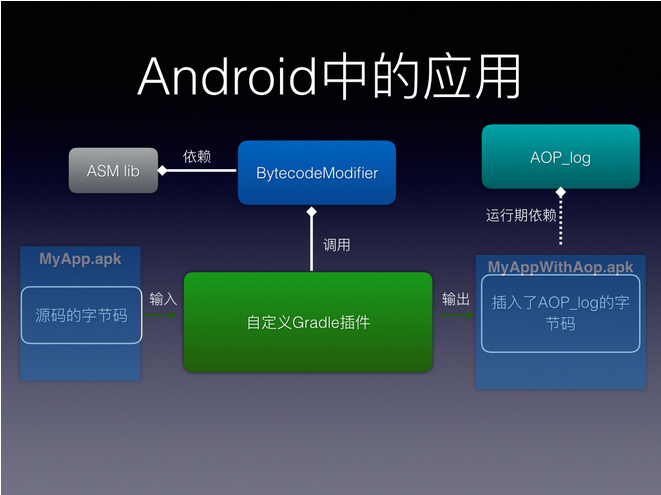 Android中的应用
ASM lib
依赖
BytecodeModifier
AOP_log
运行期依赖
调用
MyApp.apk
源码的字节码
输入
自定义Gradle插件
输出
MyAppWithAop.apk
插入了AOP_log的字
节码